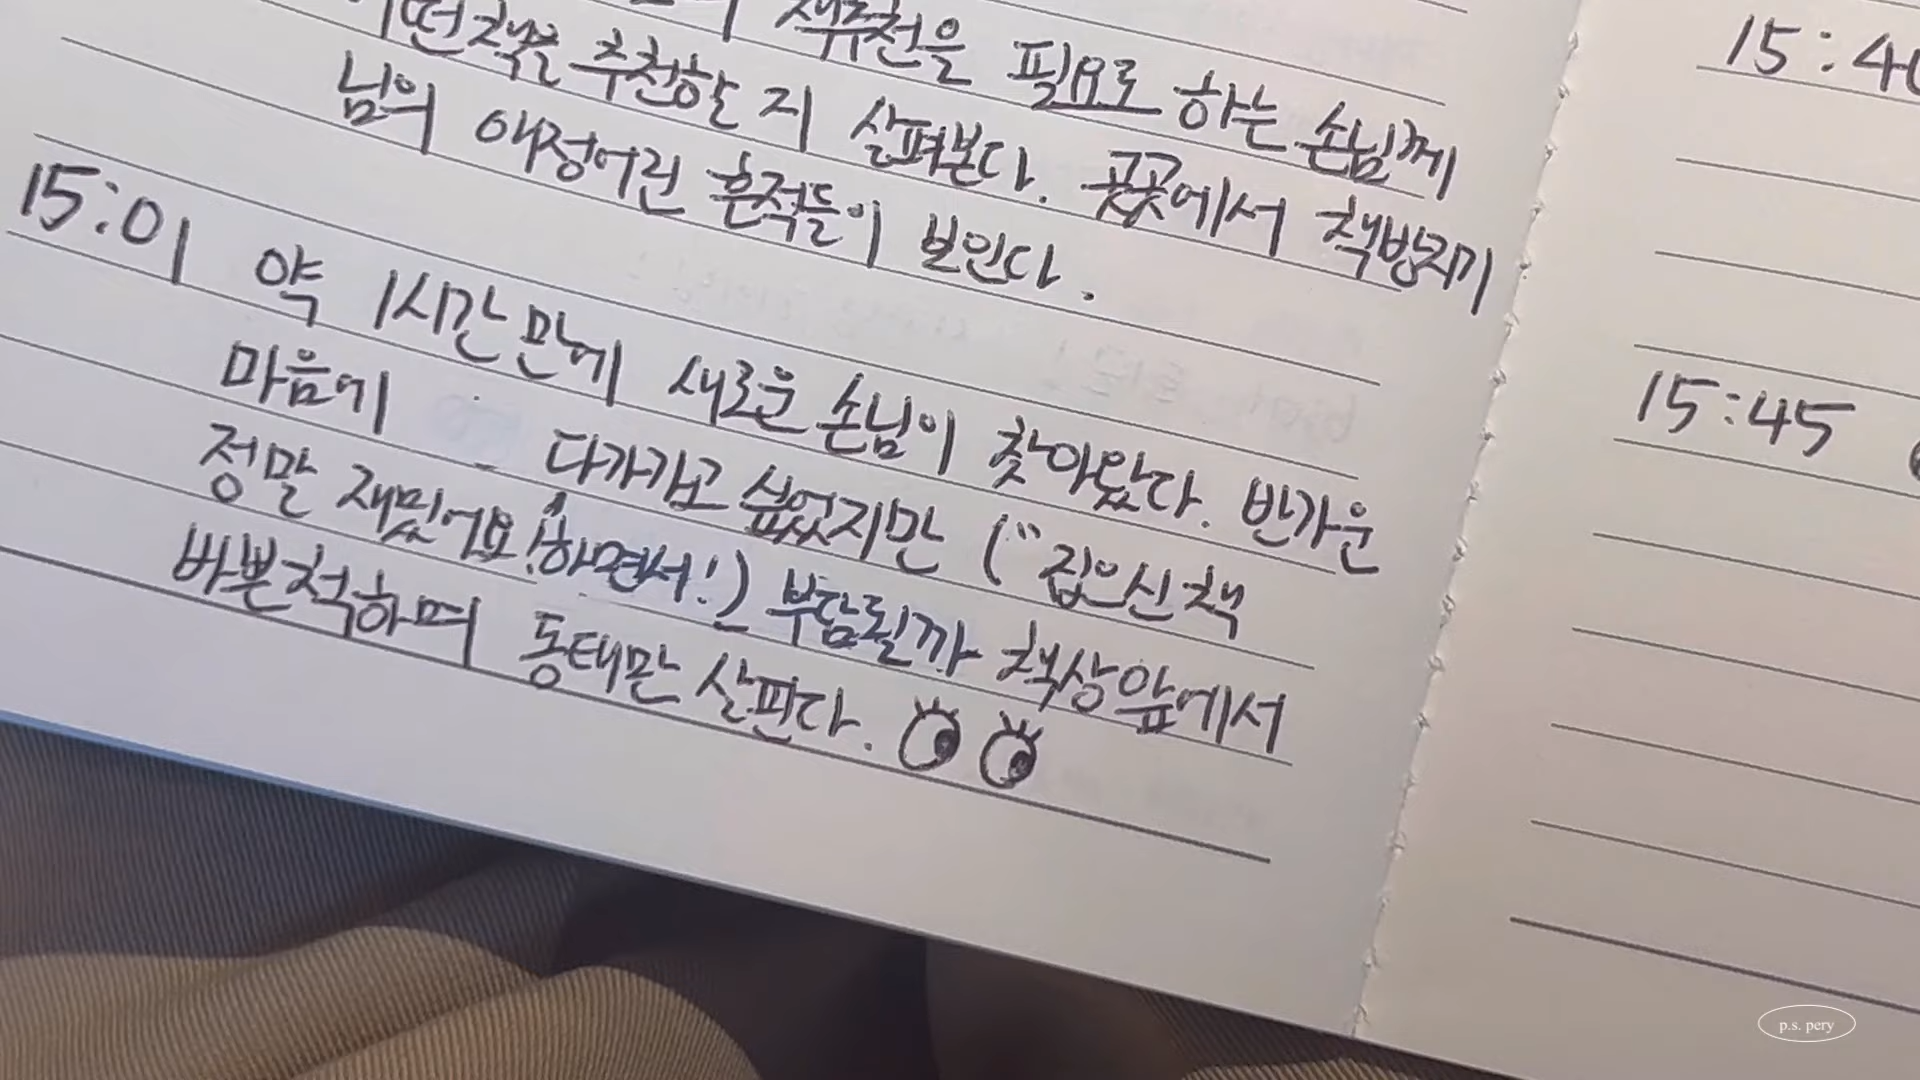 책추천을 필요로 하는 손님께
어떤 책을 추천할 지 살펴본다. 곳곳에서 책방지기
님의 애정어린 흔적들이 보인다.
15:01 약 1시간 만에 새로운 손님이 찾아왔다. 반가운
마음에 다가가고 싶었지만 ("집으신 책
정말 재밌어요!하면서!) 부담될까 책상 앞에서
바쁜척하며 동태만 살핀다.
15:40
15:45
p.s. pery